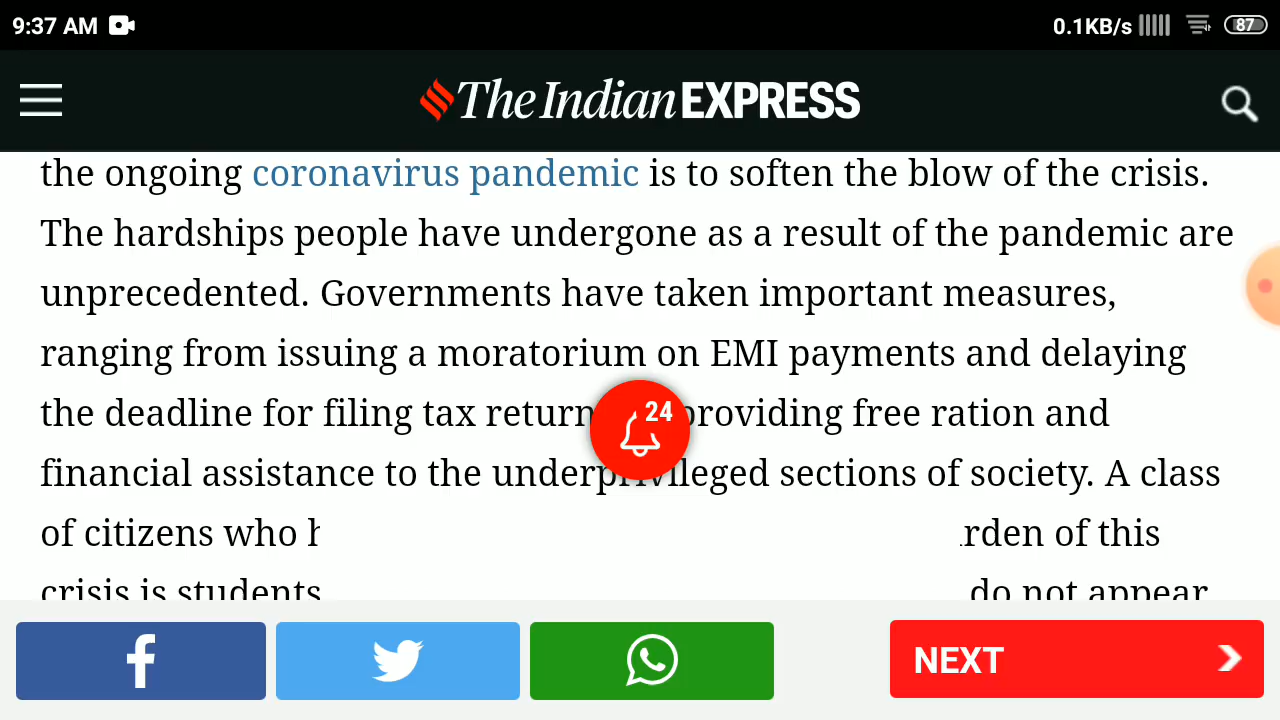 9:37 AM 0.1KB/s 87
The Indian EXPRESS
the ongoing coronavirus pandemic is to soften the blow of the crisis.
The hardships people have undergone as a result of the pandemic are
unprecedented. Governments have taken important measures,
ranging from issuing a moratorium on EMI payments and delaying
the deadline for filing tax return providing free ration and
24
financial assistance to the underprivileged sections of society. A class
of citizens who of this
crisis is students do not appear
NEXT